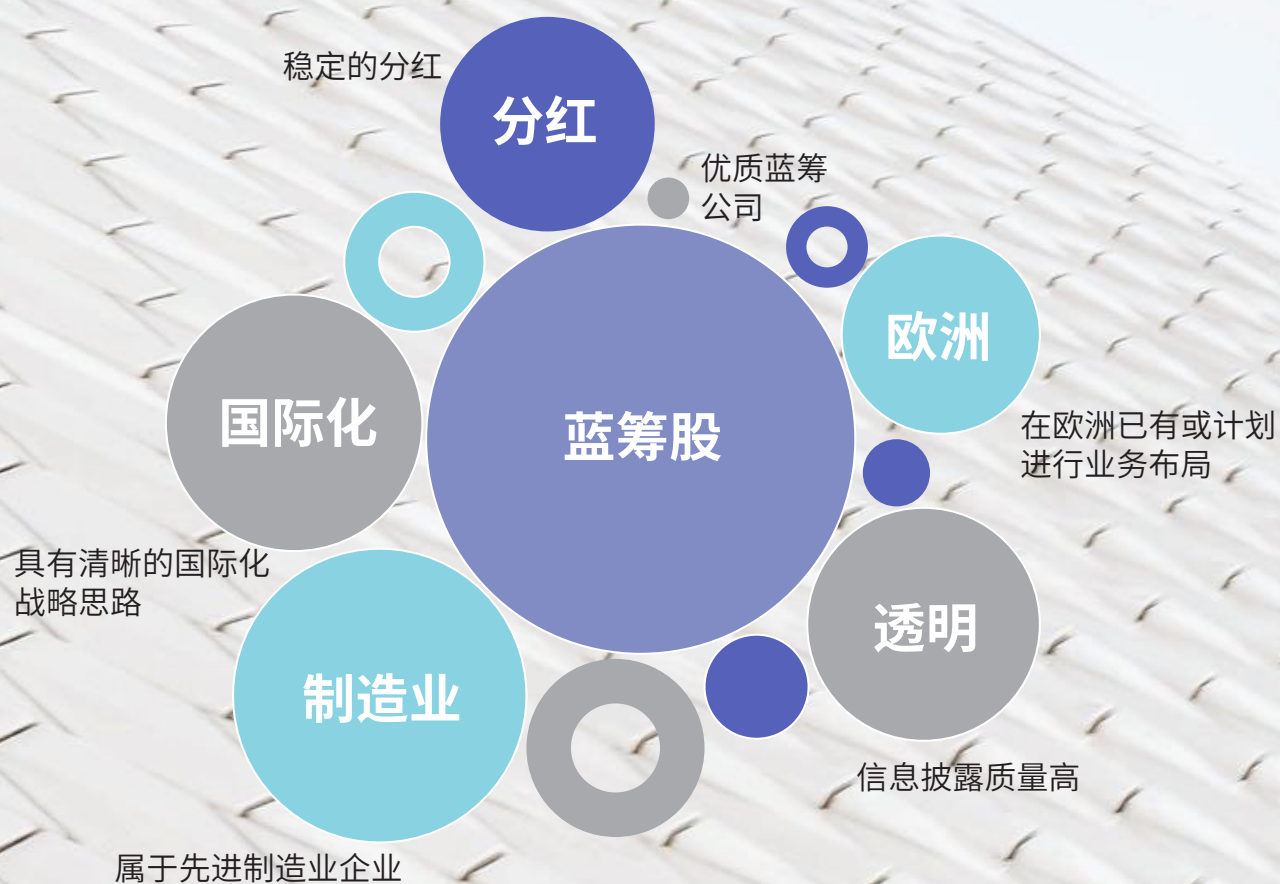 稳定的分红
分红
优质蓝筹
公司
欧洲
在欧洲已有或计划
进行业务布局
国际化
蓝筹股
具有清晰的国际化
战略思路
透明
制造业
信息披露质量高
属于先进制造业企业